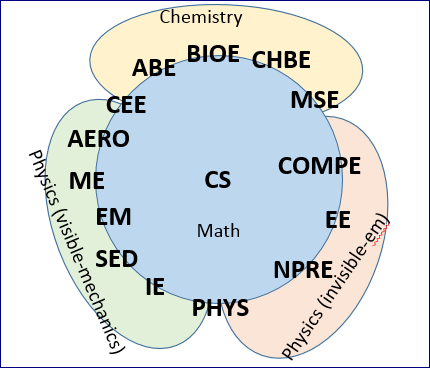 Chemistry
BIOE
ABE
CHBE
CEE
MSE
AERO
COMPE
ME
CS
EM
EE
Math
SED
NPRE
IE
PHYS
Physics (visible-mechanics)
Physics (invisible-em)